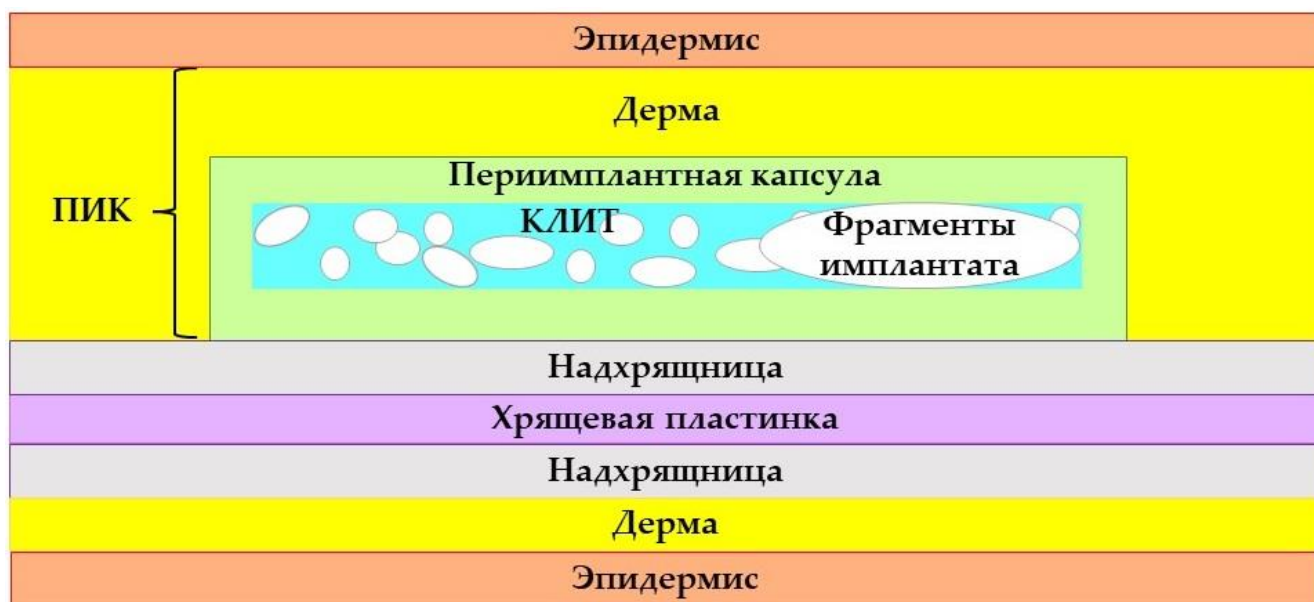 Эпидермис
Дерма
Периимплантная капсула
ПИК
КЛИТ
Фрагменты
имплантата
Надхрящница
Хрящевая пластинка
Надхрящница
Дерма
Эпидермис